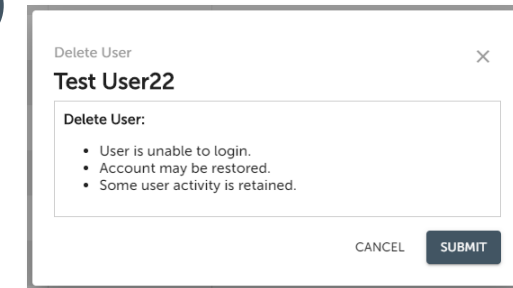 Delete User
Test User22
Delete User:
• User is unable to login.
• Account may be restored.
• Some user activity is retained.
CANCEL SUBMIT